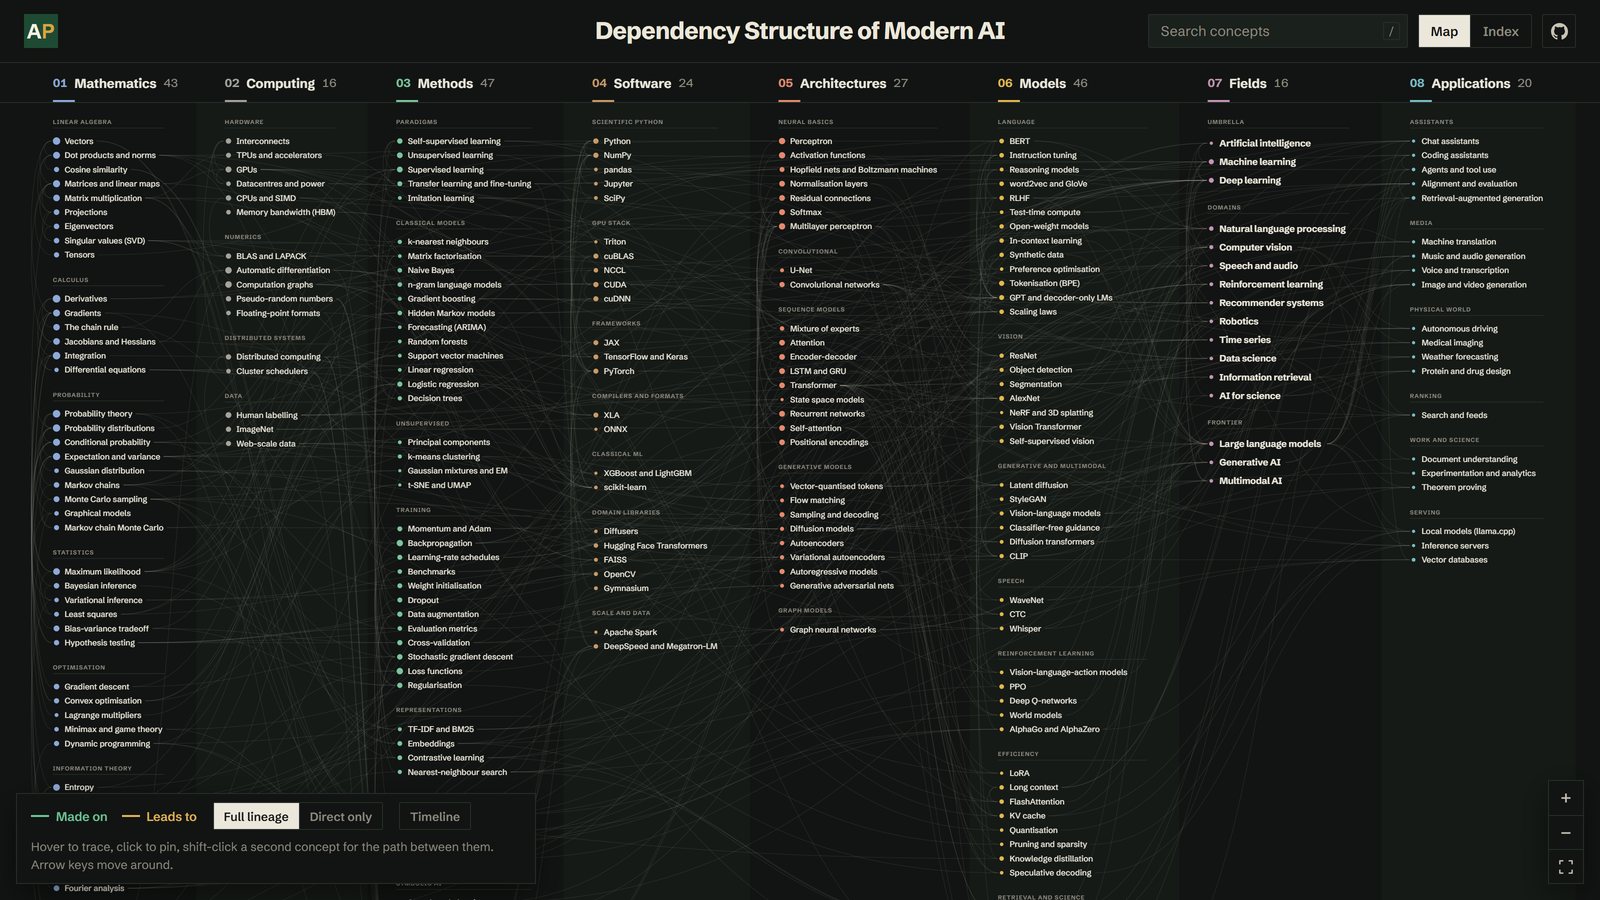 AP
Dependency Structure of Modern AI
Search concepts /
Map
Index
01 Mathematics 43
02 Computing 16
03 Methods 47
04 Software 24
05 Architectures 27
06 Models 46
07 Fields 16
08 Applications 20
LINEAR ALGEBRA
Vectors
Dot products and norms
Cosine similarity
Matrices and linear maps
Matrix multiplication
Projections
Eigenvectors
Singular values (SVD)
Tensors
CALCULUS
Derivatives
Gradients
The chain rule
Jacobians and Hessians
Integration
Differential equations
PROBABILITY
Probability theory
Probability distributions
Conditional probability
Expectation and variance
Gaussian distribution
Markov chains
Monte Carlo sampling
Graphical models
Markov chain Monte Carlo
STATISTICS
Maximum likelihood
Bayesian inference
Variational inference
Least squares
Bias-variance tradeoff
Hypothesis testing
OPTIMISATION
Gradient descent
Convex optimisation
Lagrange multipliers
Minimax and game theory
Dynamic programming
INFORMATION THEORY
Entropy
Fourier analysis
HARDWARE
Interconnects
TPUs and accelerators
GPUs
Datacentres and power
CPUs and SIMD
Memory bandwidth (HBM)
NUMERICS
BLAS and LAPACK
Automatic differentiation
Computation graphs
Pseudo-random numbers
Floating-point formats
DISTRIBUTED SYSTEMS
Distributed computing
Cluster schedulers
DATA
Human labelling
ImageNet
Web-scale data
PARADIGMS
Self-supervised learning
Unsupervised learning
Supervised learning
Transfer learning and fine-tuning
Imitation learning
CLASSICAL MODELS
k-nearest neighbours
Matrix factorisation
Naive Bayes
n-gram language models
Gradient boosting
Hidden Markov models
Forecasting (ARIMA)
Random forests
Support vector machines
Linear regression
Logistic regression
Decision trees
UNSUPERVISED
Principal components
k-means clustering
Gaussian mixtures and EM
t-SNE and UMAP
TRAINING
Momentum and Adam
Backpropagation
Learning-rate schedules
Benchmarks
Weight initialisation
Dropout
Data augmentation
Evaluation metrics
Cross-validation
Stochastic gradient descent
Loss functions
Regularisation
REPRESENTATIONS
TF-IDF and BM25
Embeddings
Contrastive learning
Nearest-neighbour search
SCIENTIFIC PYTHON
Python
NumPy
pandas
Jupyter
SciPy
GPU STACK
Triton
cuBLAS
NCCL
CUDA
cuDNN
FRAMEWORKS
JAX
TensorFlow and Keras
PyTorch
COMPILERS AND FORMATS
XLA
ONNX
CLASSICAL ML
XGBoost and LightGBM
scikit-learn
DOMAIN LIBRARIES
Diffusers
Hugging Face Transformers
FAISS
OpenCV
Gymnasium
SCALE AND DATA
Apache Spark
DeepSpeed and Megatron-LM
NEURAL BASICS
Perceptron
Activation functions
Hopfield nets and Boltzmann machines
Normalisation layers
Residual connections
Softmax
Multilayer perceptron
CONVOLUTIONAL
U-Net
Convolutional networks
SEQUENCE MODELS
Mixture of experts
Attention
Encoder-decoder
LSTM and GRU
Transformer
State space models
Recurrent networks
Self-attention
Positional encodings
GENERATIVE MODELS
Vector-quantised tokens
Flow matching
Sampling and decoding
Diffusion models
Autoencoders
Variational autoencoders
Autoregressive models
Generative adversarial nets
GRAPH MODELS
Graph neural networks
LANGUAGE
BERT
Instruction tuning
Reasoning models
word2vec and GloVe
RLHF
Test-time compute
Open-weight models
In-context learning
Synthetic data
Preference optimisation
Tokenisation (BPE)
GPT and decoder-only LMs
Scaling laws
VISION
ResNet
Object detection
Segmentation
AlexNet
NeRF and 3D splatting
Vision Transformer
Self-supervised vision
GENERATIVE AND MULTIMODAL
Latent diffusion
StyleGAN
Vision-language models
Classifier-free guidance
Diffusion transformers
CLIP
SPEECH
WaveNet
CTC
Whisper
REINFORCEMENT LEARNING
Vision-language-action models
PPO
Deep Q-networks
World models
AlphaGo and AlphaZero
EFFICIENCY
LoRA
Long context
FlashAttention
KV cache
Quantisation
Pruning and sparsity
Knowledge distillation
Speculative decoding
RETRIEVAL AND SCIENCE
UMBRELLA
Artificial intelligence
Machine learning
Deep learning
DOMAINS
Natural language processing
Computer vision
Speech and audio
Reinforcement learning
Recommender systems
Robotics
Time series
Data science
Information retrieval
AI for science
FRONTIER
Large language models
Generative AI
Multimodal AI
ASSISTANTS
Chat assistants
Coding assistants
Agents and tool use
Alignment and evaluation
Retrieval-augmented generation
MEDIA
Machine translation
Music and audio generation
Voice and transcription
Image and video generation
PHYSICAL WORLD
Autonomous driving
Medical imaging
Weather forecasting
Protein and drug design
RANKING
Search and feeds
WORK AND SCIENCE
Document understanding
Experimentation and analytics
Theorem proving
SERVING
Local models (llama.cpp)
Inference servers
Vector databases
Made on
Leads to
Full lineage
Direct only
Timeline
Hover to trace, click to pin, shift-click a second concept for the path between them.
Arrow keys move around.